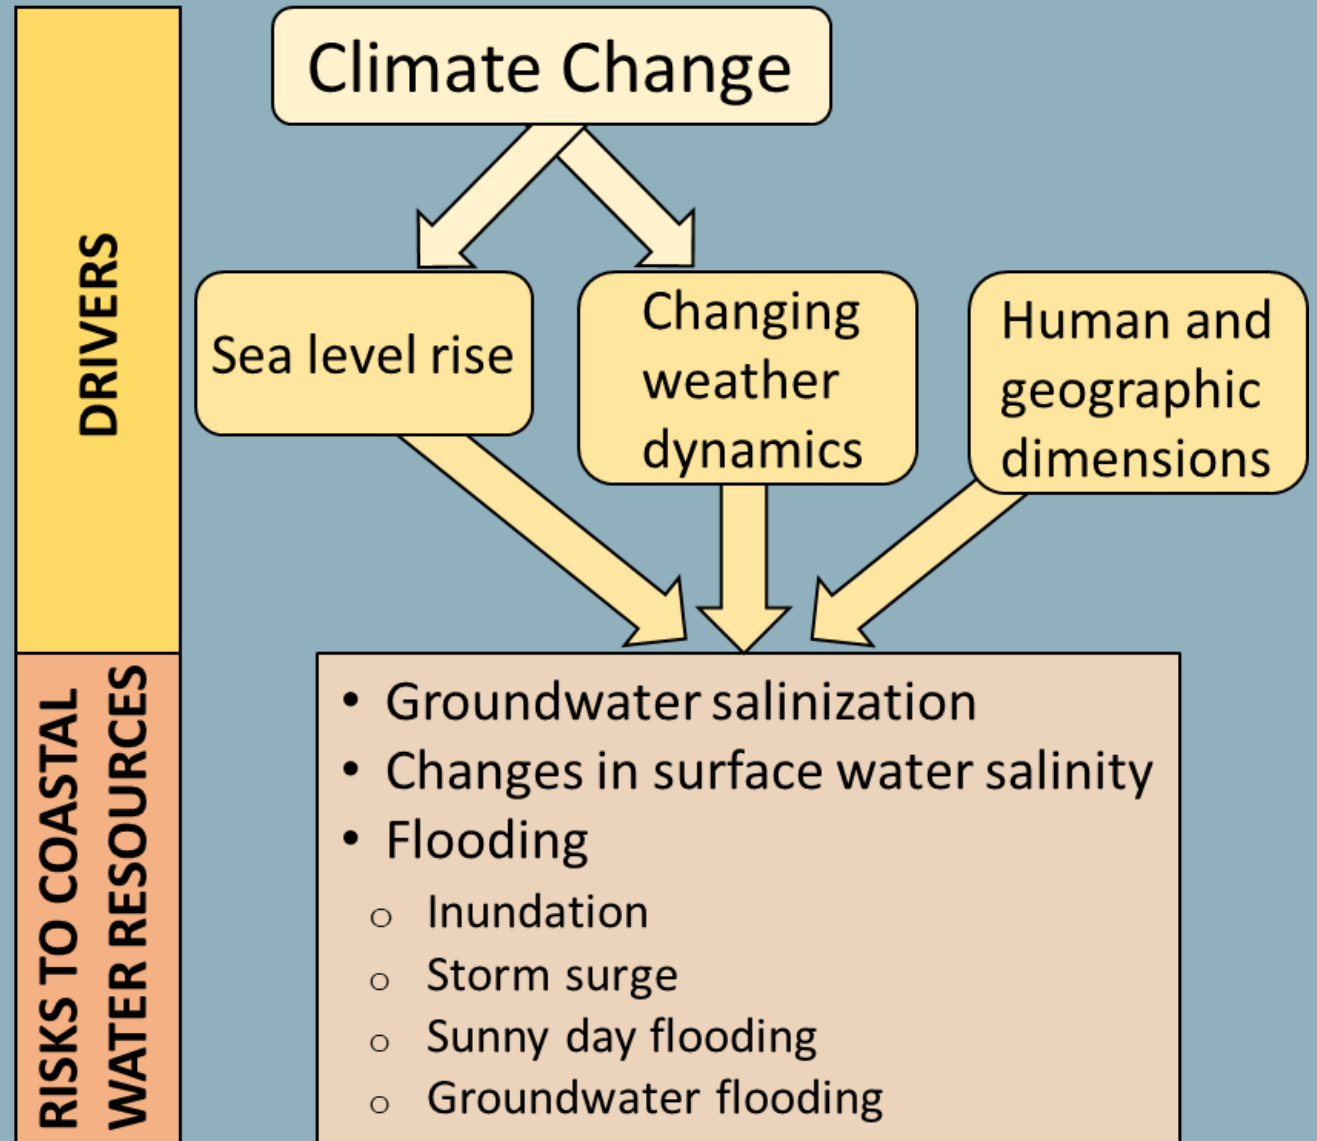 DRIVERS
Climate Change
Sea level rise
Changing
weather
dynamics
Human and
geographic
dimensions
RISKS TO COASTAL
WATER RESOURCES
• Groundwater salinization
• Changes in surface water salinity
• Flooding
o Inundation
o Storm surge
o Sunny day flooding
o Groundwater flooding